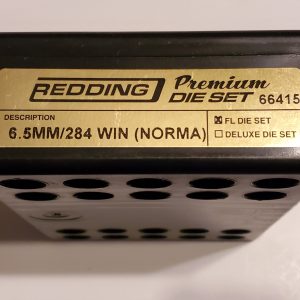 REDDING Premium
DIE SET 66415
DESCRIPTION
6.5MM/284 WIN (NORMA)
FL DIE SET
DELUXE DIE SET